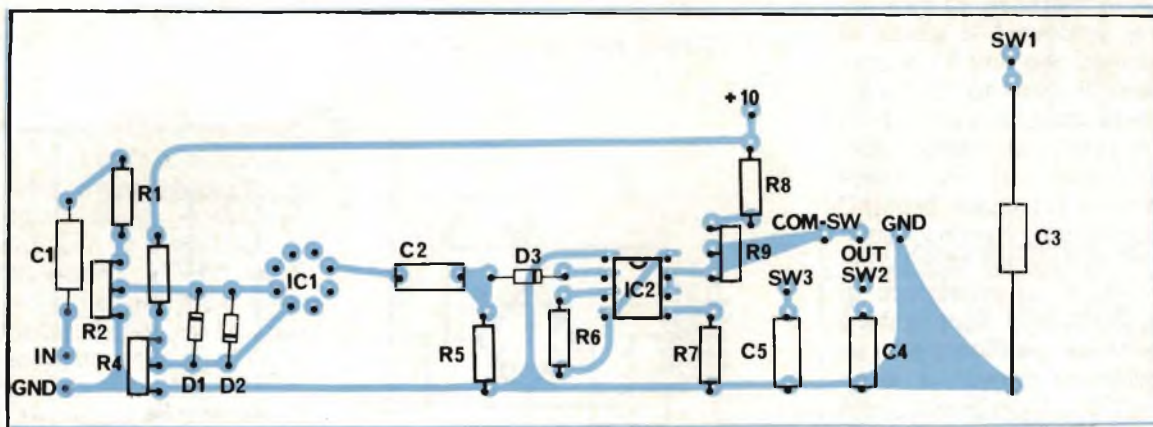 SW1
+10
R1
R8
C1
COM-SW
GND
C2
D3
R9
OUT
C3
IC1
IC2
SW3
SW2
R2
R6
IN
R4
R5
R7
C5
C4
GND
D1
D2